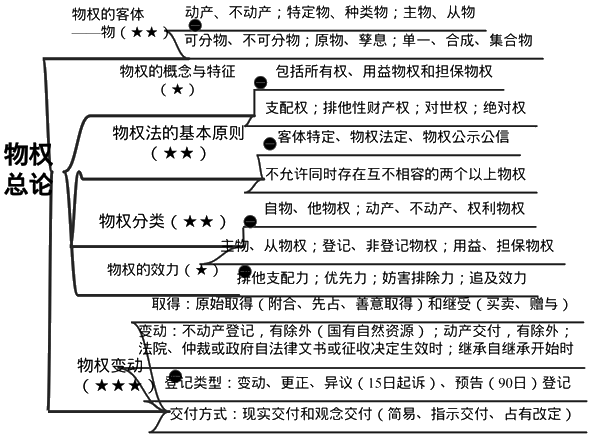 物权总论
物权的客体
——物（★★）
动产、不动产；特定物、种类物；主物、从物
可分物、不可分物；原物、孳息；单一、合成、集合物
物权的概念与特征
（★）
包括所有权、用益物权和担保物权
支配权；排他性财产权；对世权；绝对权
物权法的基本原则
（★★）
客体特定、物权法定、物权公示公信
不允许同时存在互不相容的两个以上物权
物权分类（★★）
自物、他物权；动产、不动产、权利物权
主物、从物权；登记、非登记物权；用益、担保物权
物权的效力（★）
排他支配力；优先力；妨害排除力；追及效力
物权变动
（★★★）
取得：原始取得（附合、先占、善意取得）和继受（买卖、赠与）
变动：不动产登记，有除外（国有自然资源）；动产交付，有除外；
法院、仲裁或政府自法律文书或征收决定生效时；继承自继承开始时
登记类型：变动、更正、异议（15日起诉）、预告（90日）登记
交付方式：现实交付和观念交付（简易、指示交付、占有改定）